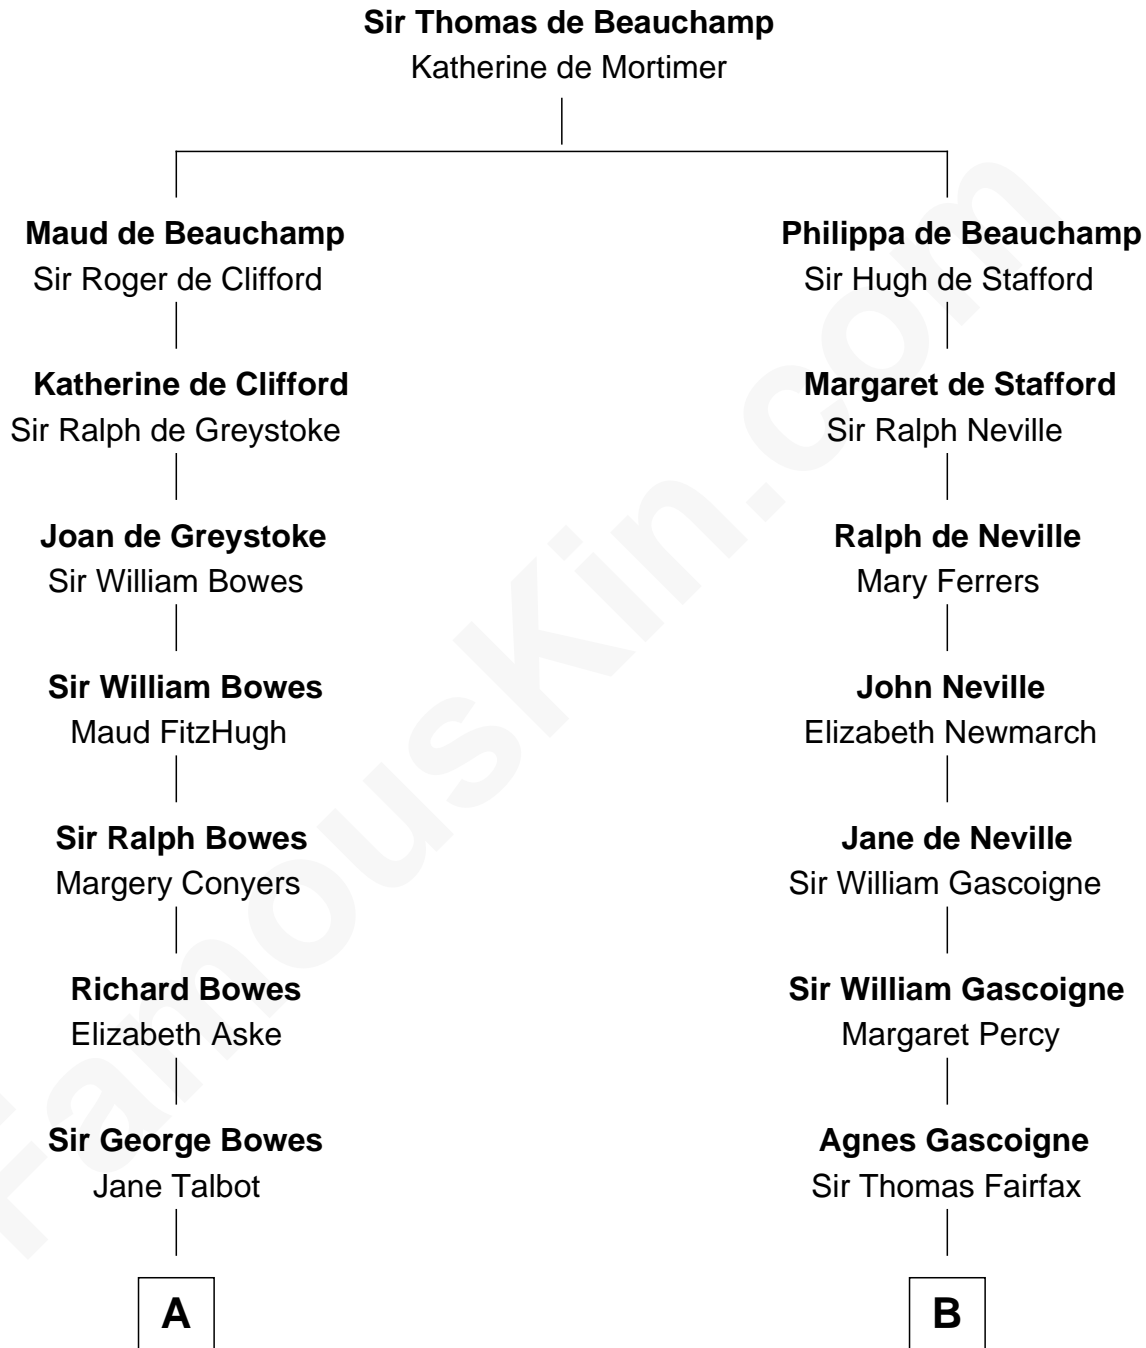 Sir Thomas de Beauchamp
Katherine de Mortimer
Maud de Beauchamp
Sir Roger de Clifford
Philippa de Beauchamp
Sir Hugh de Stafford
Katherine de Clifford
Sir Ralph de Greystoke
Margaret de Stafford
Sir Ralph Neville
Joan de Greystoke
Sir William Bowes
Ralph de Neville
Mary Ferrers
Sir William Bowes
Maud FitzHugh
John Neville
Elizabeth Newmarch
Sir Ralph Bowes
Margery Conyers
Jane de Neville
Sir William Gascoigne
Richard Bowes
Elizabeth Aske
Sir William Gascoigne
Margaret Percy
Sir George Bowes
Jane Talbot
Agnes Gascoigne
Sir Thomas Fairfax
A
B
FamousKin.com